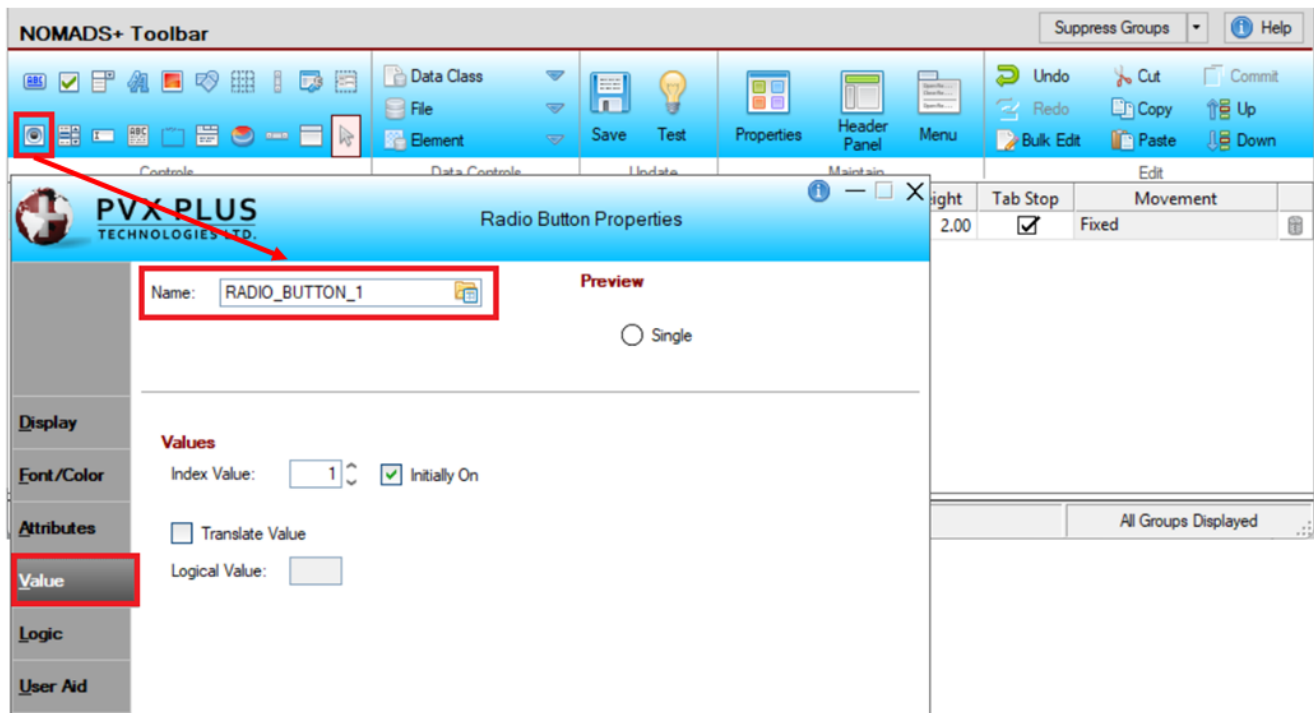 NOMADS+ Toolbar
Suppress Groups
Help
Data Class
Undo
Cut
Commit
File
Redo
Copy
Up
Element
Save
Test
Properties
Header
Panel
Menu
Bulk Edit
Paste
Down
Controls
Data Controls
Update
Maintain
Edit
PVX PLUS
TECHNOLOGIES LTD.
Radio Button Properties
ight
Tab Stop
Movement
2.00
Fixed
Name:
RADIO_BUTTON_1
Preview
Single
Display
Values
Font/Color
Index Value:
1
Initially On
Attributes
Translate Value
All Groups Displayed
Value
Logical Value:
Logic
User Aid